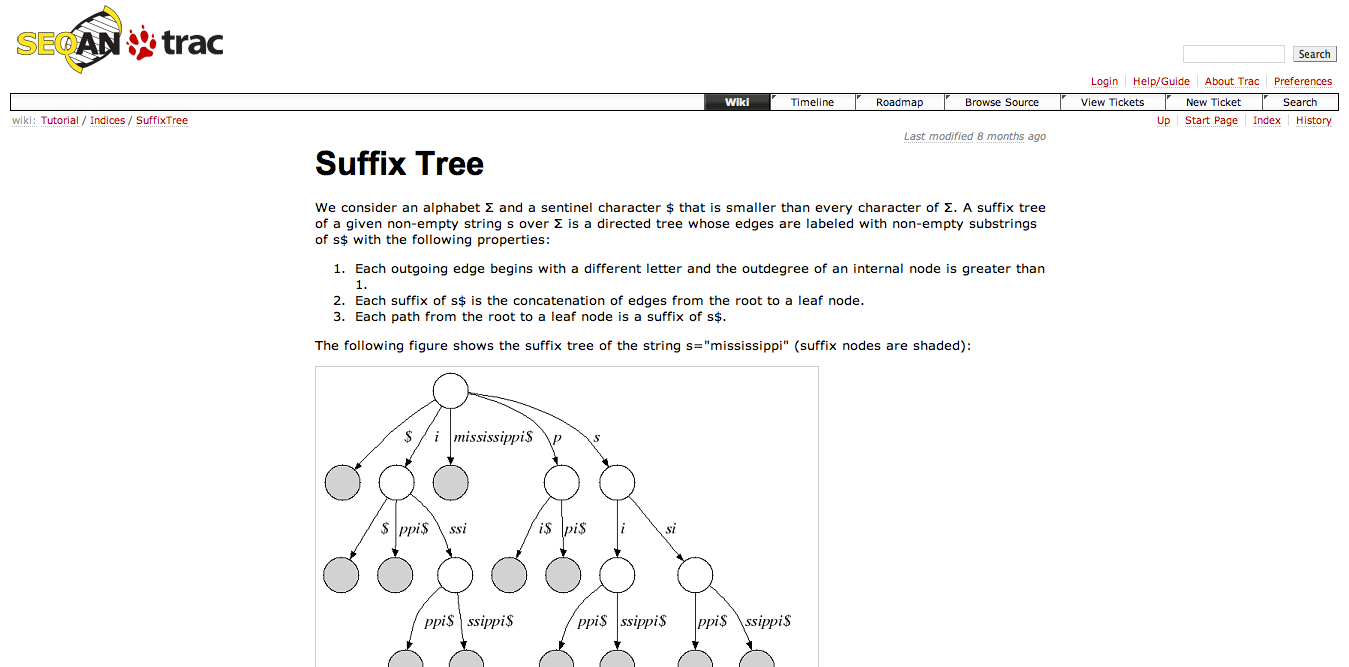 SEQAN trac
Search
Login Help/Guide About Trac Preferences
Wiki Timeline Roadmap Browse Source View Tickets New Ticket Search
wiki: Tutorial / Indices / SuffixTree
Up Start Page Index History
Last modified 8 months ago
Suffix Tree
We consider an alphabet Σ and a sentinel character $ that is smaller than every character of Σ. A suffix tree
of a given non-empty string s over Σ is a directed tree whose edges are labeled with non-empty substrings
of s$ with the following properties:
1. Each outgoing edge begins with a different letter and the outdegree of an internal node is greater than
1.
2. Each suffix of s$ is the concatenation of edges from the root to a leaf node.
3. Each path from the root to a leaf node is a suffix of s$.
The following figure shows the suffix tree of the string s="mississippi" (suffix nodes are shaded):
$ i mississippi$ p s
$ ppi$ ssi i$ pi$ i si
ppi$ ssippi$ ppi$ ssippi$ ppi$ ssippi$